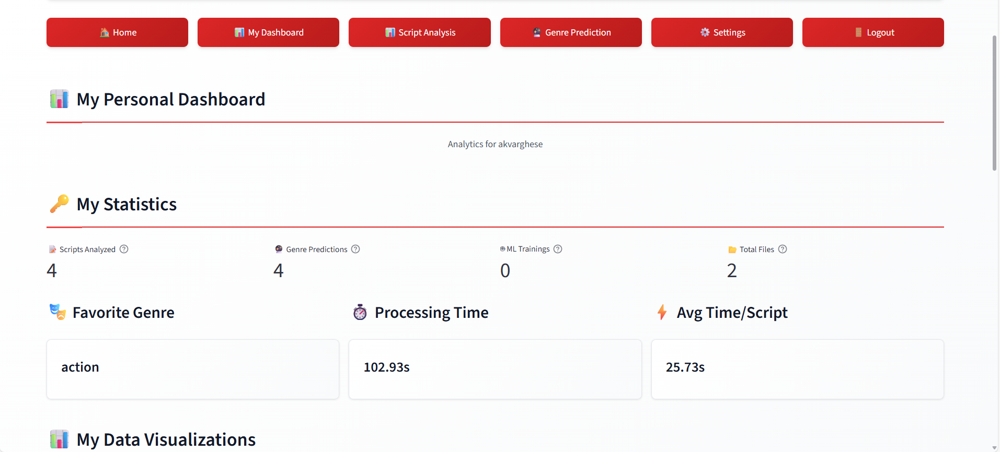 Home My Dashboard Script Analysis Genre Prediction Settings Logout
My Personal Dashboard
Analytics for akvarghese
My Statistics
Scripts Analyzed Genre Predictions ML Trainings Total Files
4 4 0 2
Favorite Genre Processing Time Avg Time/Script
action 102.93s 25.73s
My Data Visualizations